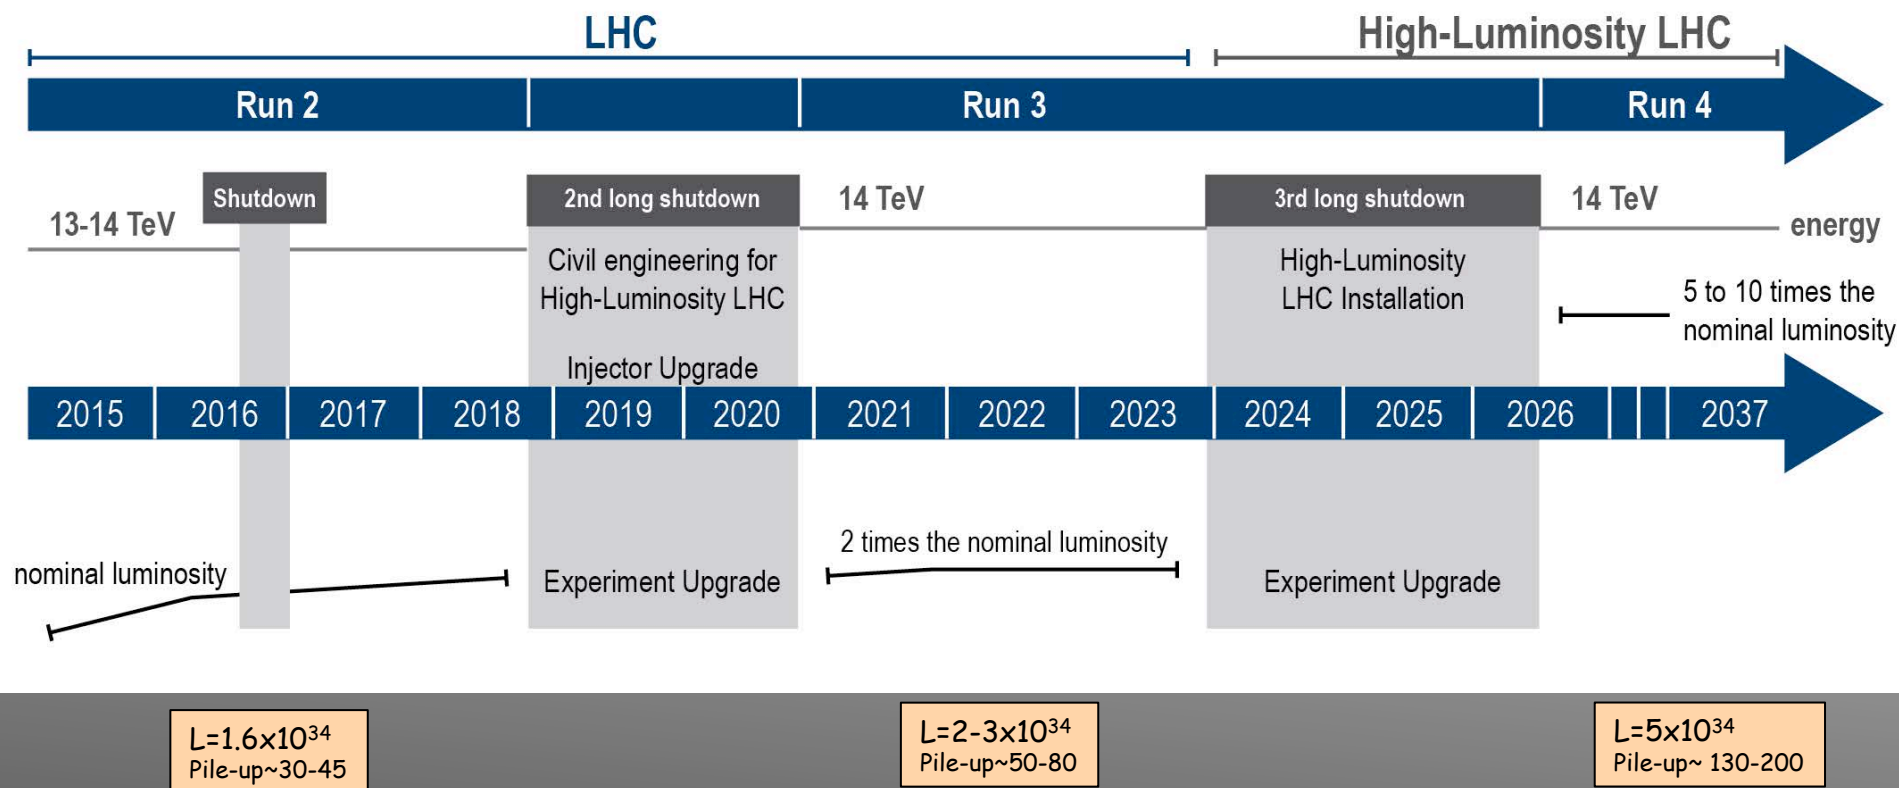 LHC
High-Luminosity LHC
Run 2
Run 3
Run 4
Shutdown
2nd long shutdown
3rd long shutdown
13-14 TeV
14 TeV
14 TeV
energy
Civil engineering for
High-Luminosity LHC
Injector Upgrade
High-Luminosity
LHC Installation
5 to 10 times the
nominal luminosity
2015
2016
2017
2018
2019
2020
2021
2022
2023
2024
2025
2026
2037
nominal luminosity
Experiment Upgrade
2 times the nominal luminosity
Experiment Upgrade
L=1.6x10³⁴
Pile-up~30-45
L=2-3x10³⁴
Pile-up~50-80
L=5x10³⁴
Pile-up~ 130-200